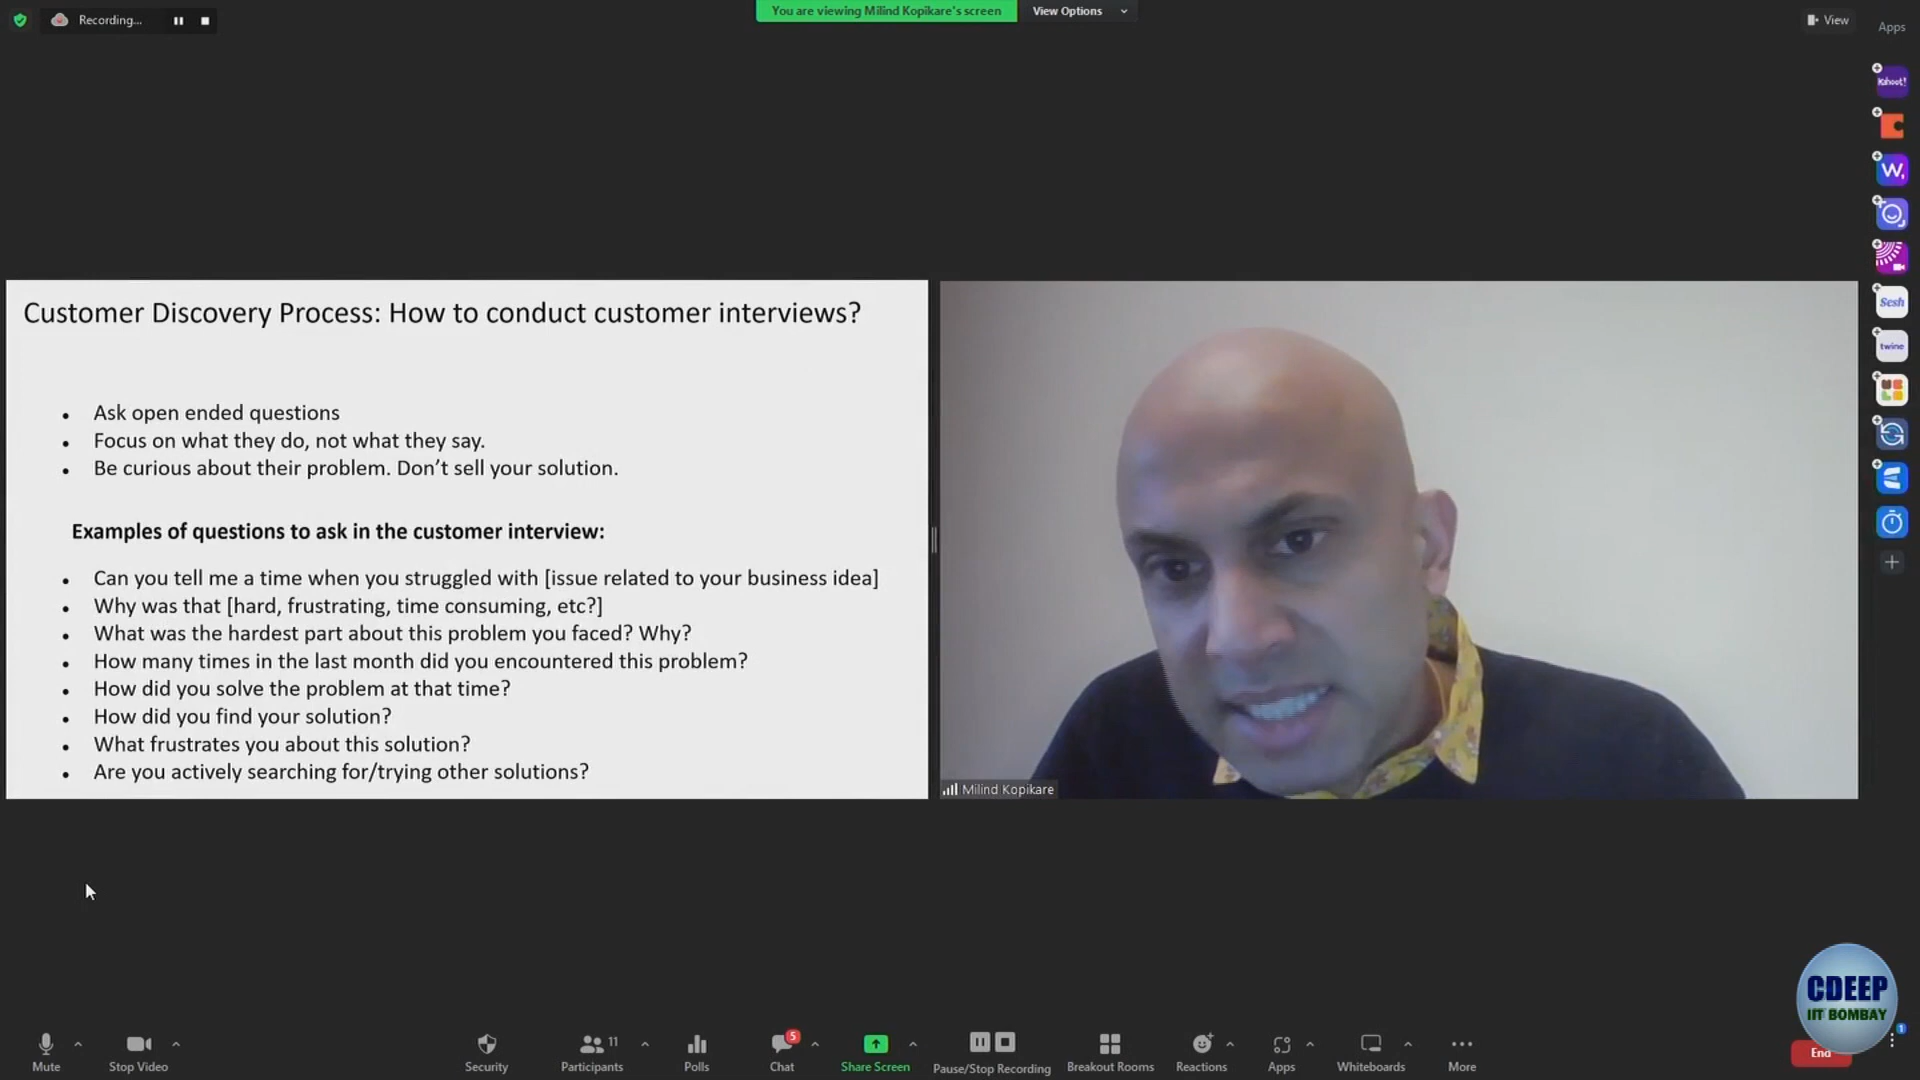 Recording...
You are viewing Milind Kopikare's screen
View Options
View
Apps
Kahoot!
W,
Sesh
twine
Customer Discovery Process: How to conduct customer interviews?
• Ask open ended questions
• Focus on what they do, not what they say.
• Be curious about their problem. Don't sell your solution.
Examples of questions to ask in the customer interview:
• Can you tell me a time when you struggled with [issue related to your business idea]
• Why was that [hard, frustrating, time consuming, etc?]
• What was the hardest part about this problem you faced? Why?
• How many times in the last month did you encountered this problem?
• How did you solve the problem at that time?
• How did you find your solution?
• What frustrates you about this solution?
• Are you actively searching for/trying other solutions?
Milind Kopikare
CDEEP
IIT BOMBAY
Mute
Stop Video
Security
Participants
11
Polls
Chat
5
Share Screen
Pause/Stop Recording
Breakout Rooms
Reactions
Apps
Whiteboards
More
End
1